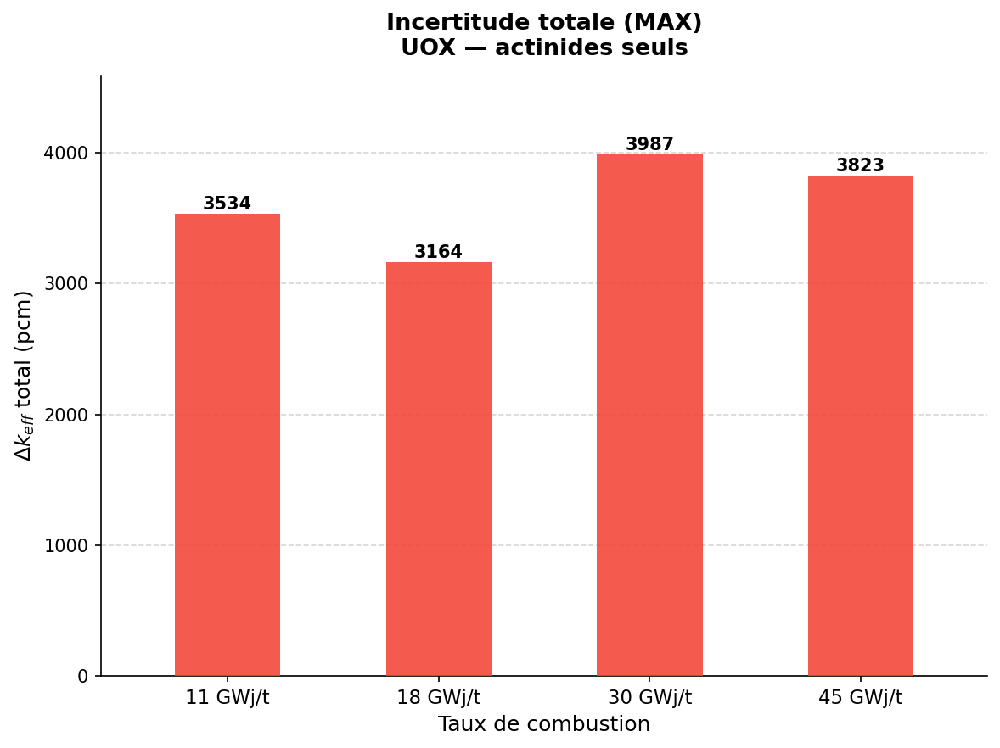 Incertitude totale (MAX)
UOX — actinides seuls
Δk_eff total (pcm)
4000
3000
2000
1000
0
3534
3164
3987
3823
11 GWj/t
18 GWj/t
30 GWj/t
45 GWj/t
Taux de combustion